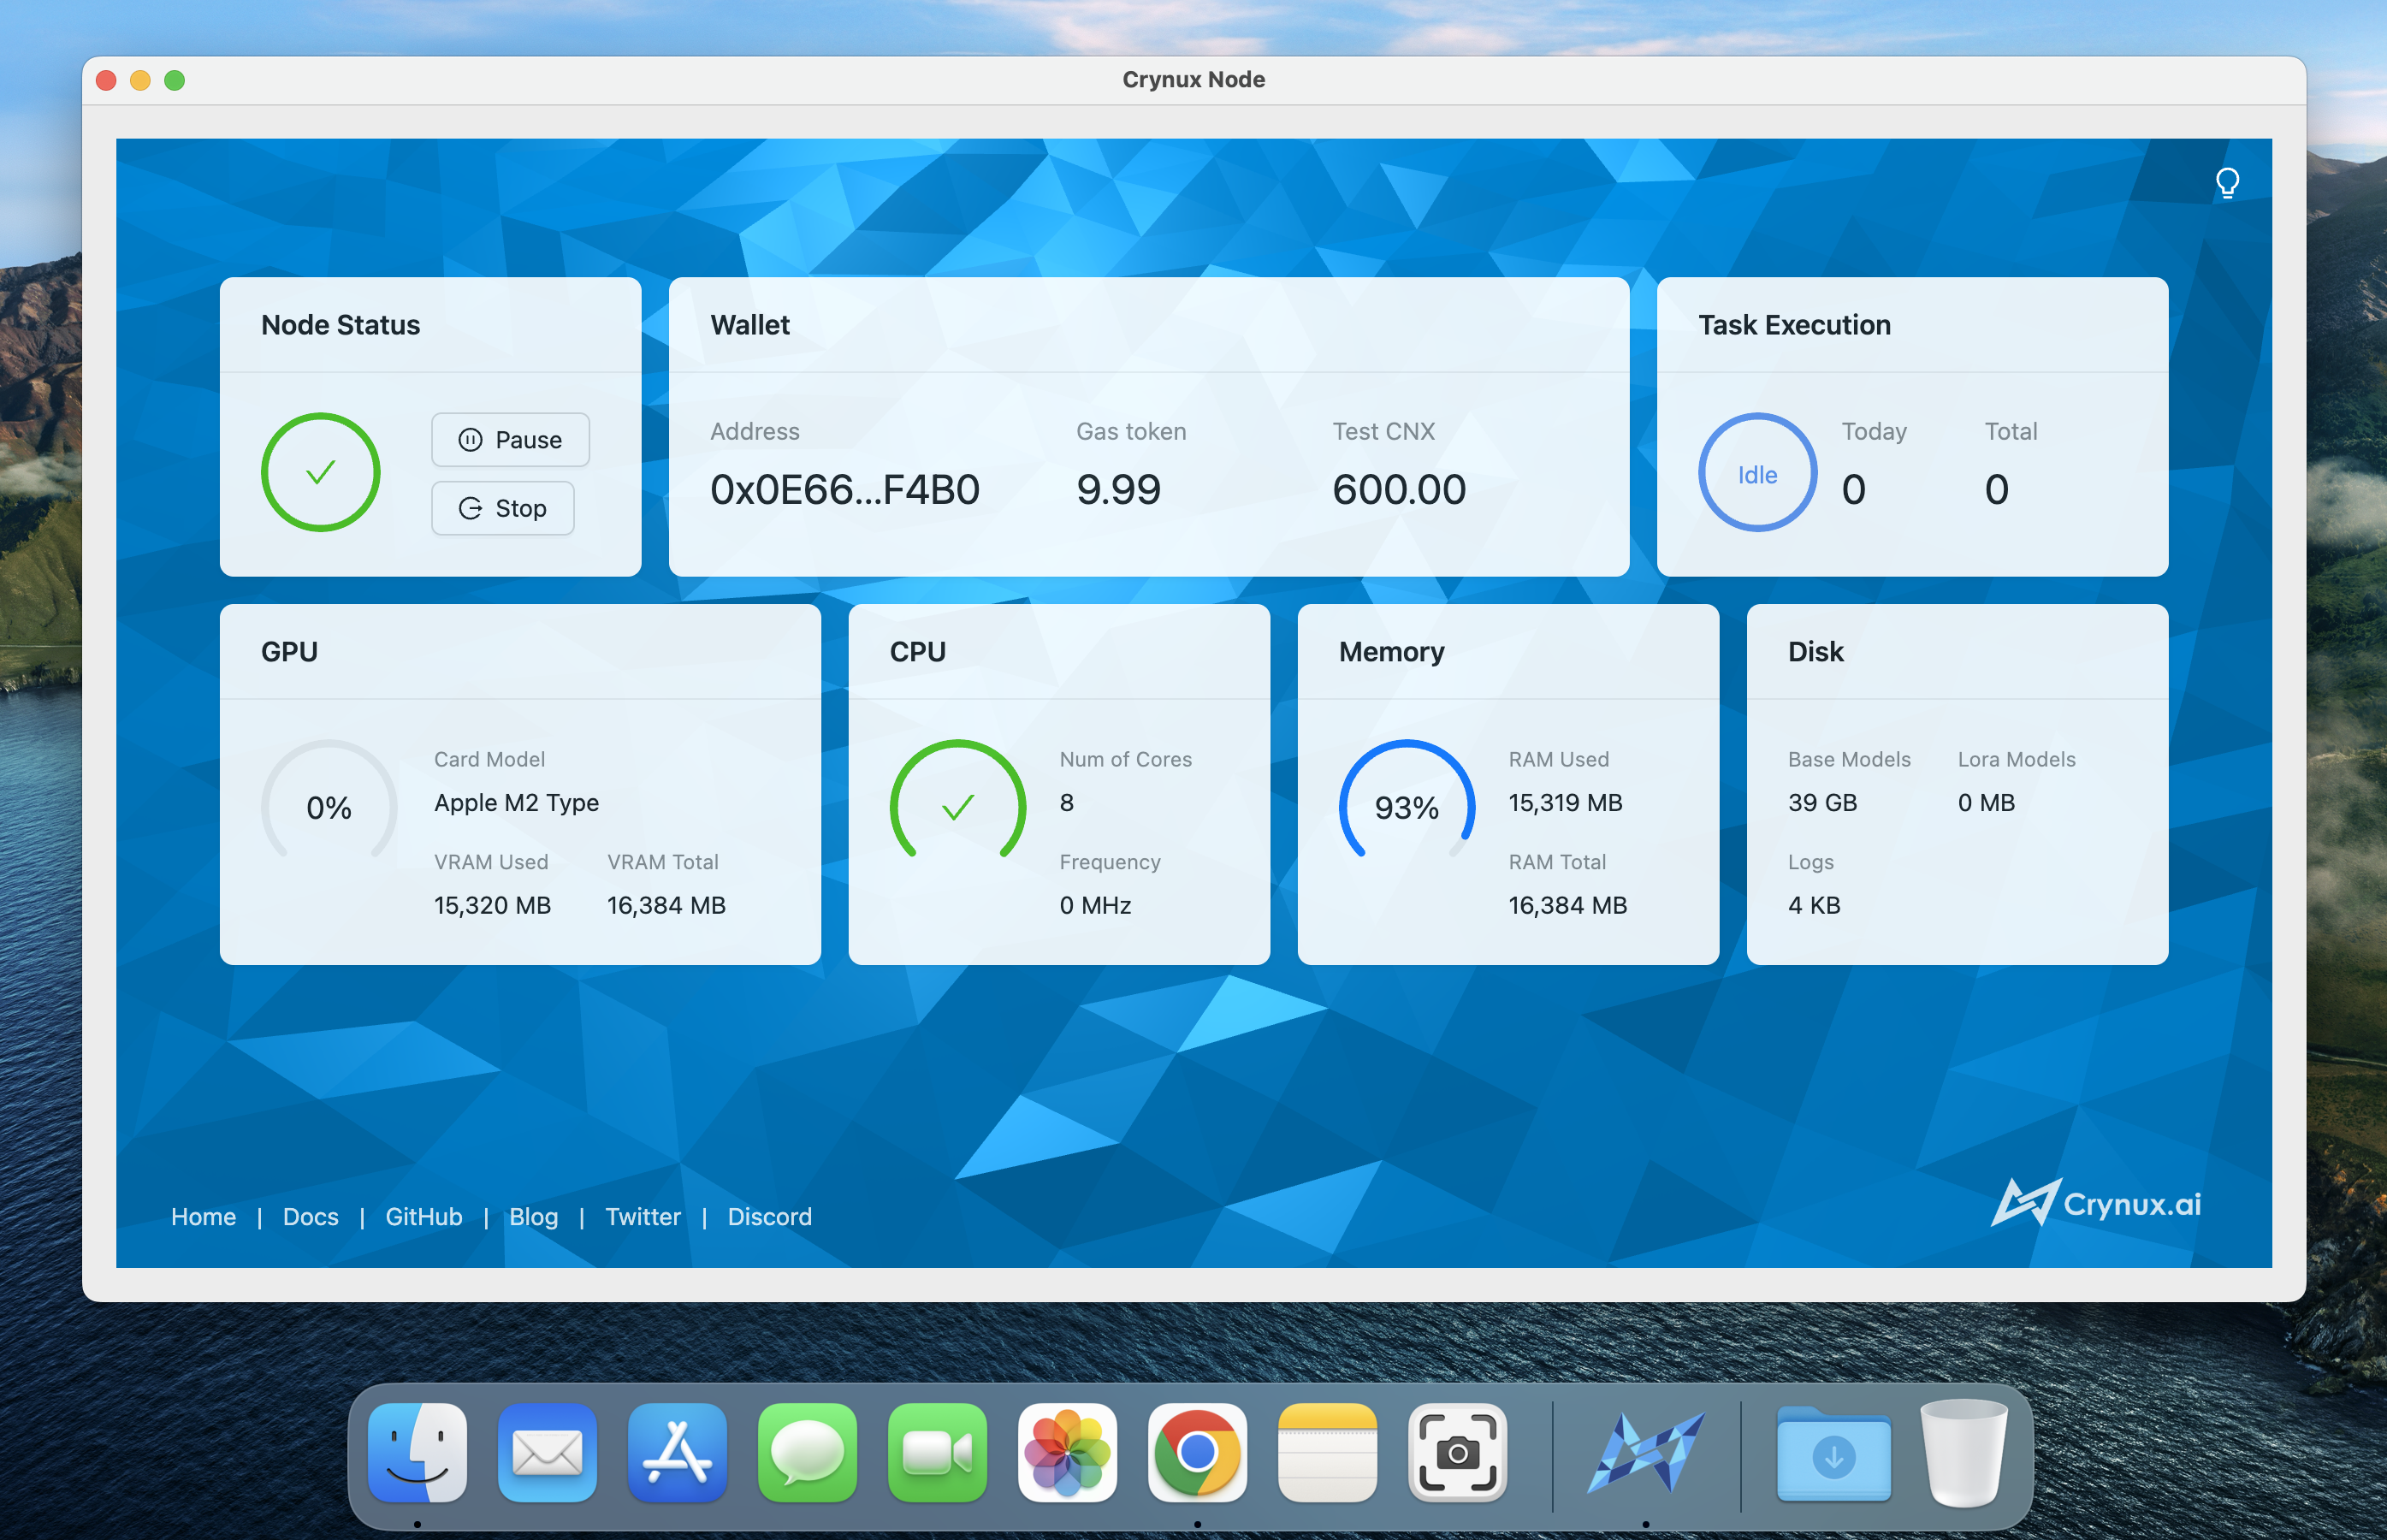 Crynux Node
Node Status
Pause
Stop
Wallet
Address
Gas token
Test CNX
0x0E66...F4B0
9.99
600.00
Task Execution
Idle
Today
Total
0
0
GPU
0%
Card Model
Apple M2 Type
VRAM Used
VRAM Total
15,320 MB
16,384 MB
CPU
Num of Cores
8
Frequency
0 MHz
Memory
93%
RAM Used
15,319 MB
RAM Total
16,384 MB
Disk
Base Models
Lora Models
39 GB
0 MB
Logs
4 KB
Home | Docs | GitHub | Blog | Twitter | Discord
Crynux.ai